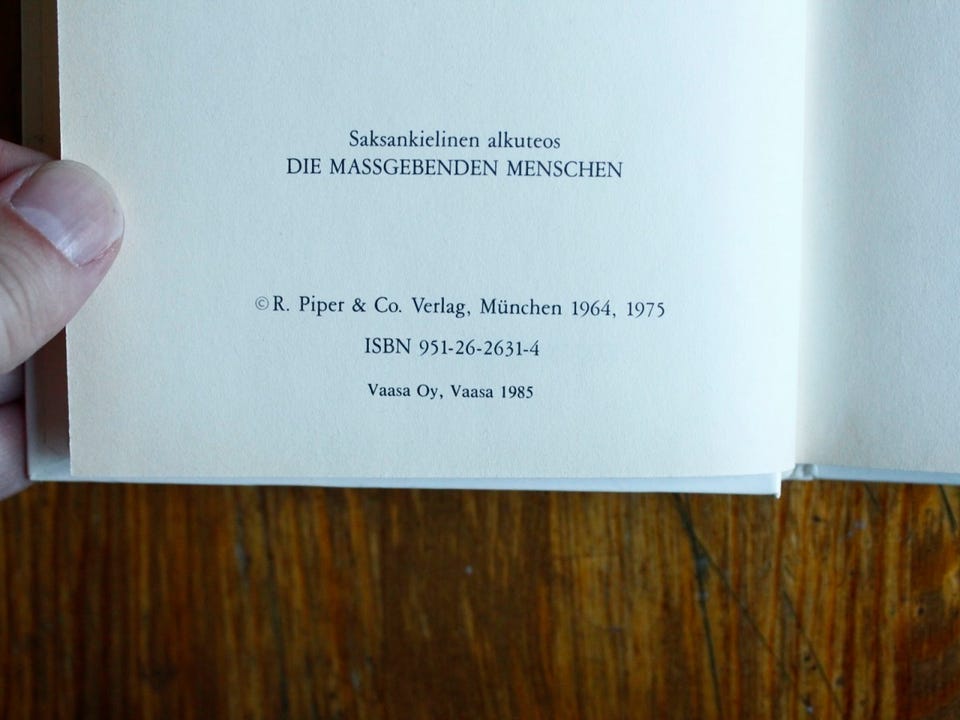 Saksankielinen alkuteos
DIE MASSGEBENDEN MENSCHEN
© R. Piper & Co. Verlag, München 1964, 1975
ISBN 951-26-2631-4
Vaasa Oy, Vaasa 1985